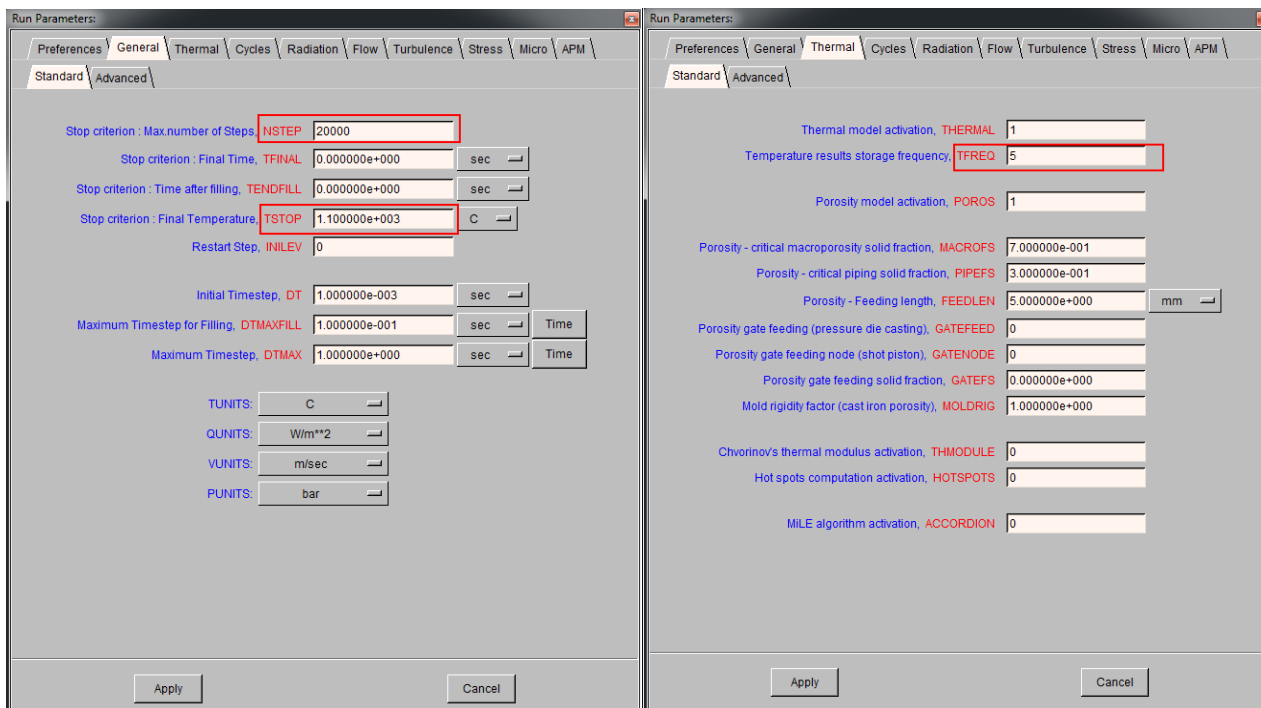 Run Parameters:
Preferences General Thermal Cycles Radiation Flow Turbulence Stress Micro APM
Standard Advanced
Stop criterion : Max.number of Steps, NSTEP 20000
Stop criterion : Final Time, TFINAL 0.000000e+000 sec
Stop criterion : Time after filling, TENDFILL 0.000000e+000 sec
Stop criterion : Final Temperature, TSTOP 1.100000e+003 C
Restart Step, INILEV 0
Initial Timestep, DT 1.000000e-003 sec
Maximum Timestep for Filling, DTMAXFILL 1.000000e-001 sec Time
Maximum Timestep, DTMAX 1.000000e+000 sec Time
TUNITS: C
QUNITS: W/m**2
VUNITS: m/sec
PUNITS: bar
Apply Cancel
Run Parameters:
Preferences General Thermal Cycles Radiation Flow Turbulence Stress Micro APM
Standard Advanced
Thermal model activation, THERMAL 1
Temperature results storage frequency, TFREQ 5
Porosity model activation, POROS 1
Porosity - critical macroporosity solid fraction, MACROFS 7.000000e-001
Porosity - critical piping solid fraction, PIPEFS 3.000000e-001
Porosity - Feeding length, FEEDLEN 5.000000e+000 mm
Porosity gate feeding (pressure die casting), GATEFEED 0
Porosity gate feeding node (shot piston), GATENODE 0
Porosity gate feeding solid fraction, GATEFS 0.000000e+000
Mold rigidity factor (cast iron porosity), MOLDRIG 1.000000e+000
Chvorinov's thermal modulus activation, THMODULE 0
Hot spots computation activation, HOTSPOTS 0
MiLE algorithm activation, ACCORDION 0
Apply Cancel